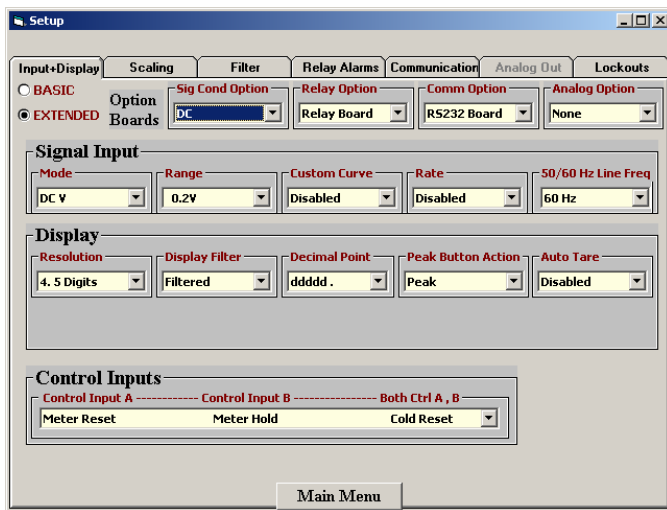 Setup
Input+Display Scaling Filter Relay Alarms Communication Analog Out Lockouts
BASIC
EXTENDED
Option
Boards
Sig Cond Option Relay Option Comm Option Analog Option
DC Relay Board RS232 Board None
Signal Input
Mode Range Custom Curve Rate 50/60 Hz Line Freq
DC V 0.2V Disabled Disabled 60 Hz
Display
Resolution Display Filter Decimal Point Peak Button Action Auto Tare
4. 5 Digits Filtered ddddd . Peak Disabled
Control Inputs
Control Input A ------------ Control Input B --------------- Both Ctrl A , B
Meter Reset Meter Hold Cold Reset
Main Menu